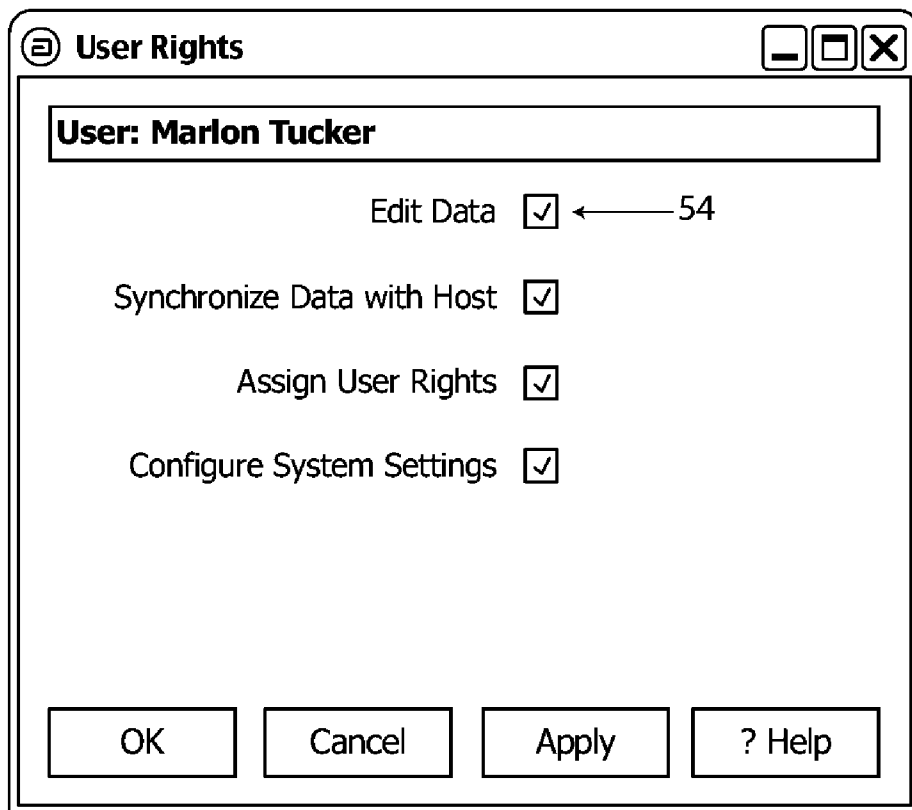 User Rights
User: Marlon Tucker
Edit Data 54
Synchronize Data with Host
Assign User Rights
Configure System Settings
OK Cancel Apply ? Help